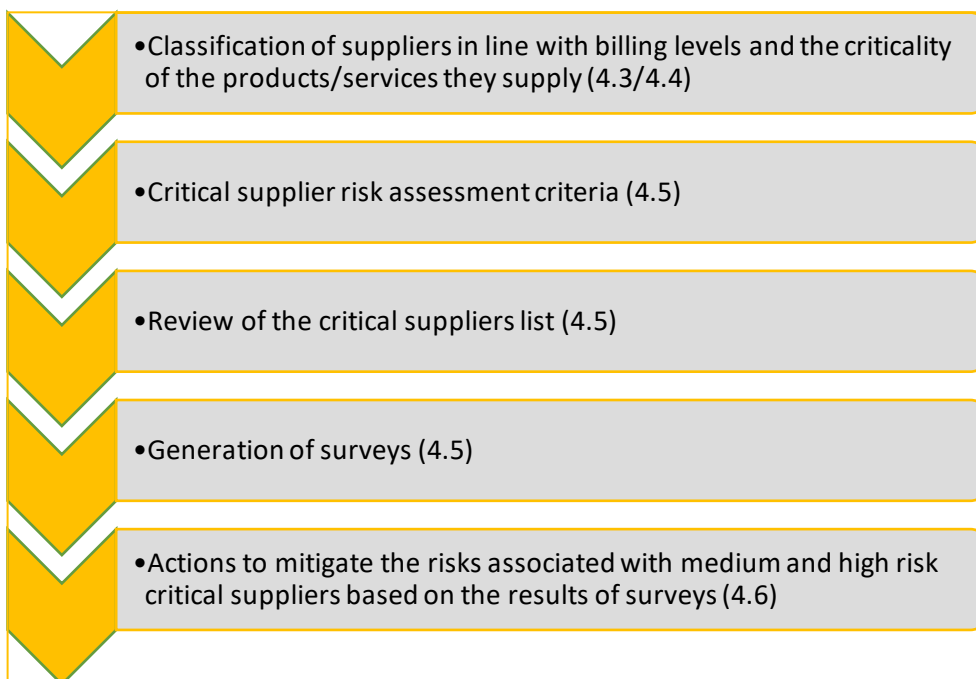 •Classification of suppliers in line with billing levels and the criticality
of the products/services they supply (4.3/4.4)
•Critical supplier risk assessment criteria (4.5)
•Review of the critical suppliers list (4.5)
•Generation of surveys (4.5)
•Actions to mitigate the risks associated with medium and high risk
critical suppliers based on the results of surveys (4.6)